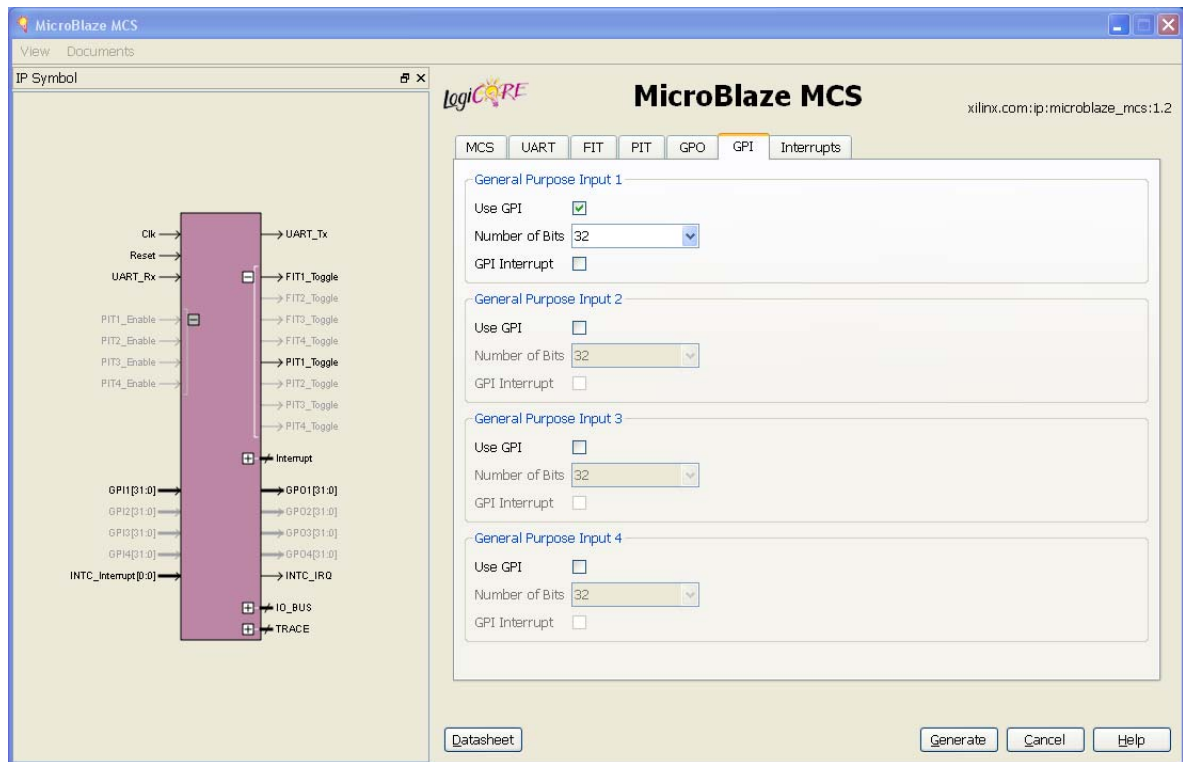 MicroBlaze MCS
View Documents
IP Symbol
Clk
Reset
UART_Rx
PIT1_Enable
PIT2_Enable
PIT3_Enable
PIT4_Enable
GPI1[31:0]
GPI2[31:0]
GPI3[31:0]
GPI4[31:0]
INTC_Interrupt[0:0]
UART_Tx
FIT1_Toggle
FIT2_Toggle
FIT3_Toggle
FIT4_Toggle
PIT1_Toggle
PIT2_Toggle
PIT3_Toggle
PIT4_Toggle
Interrupt
GPO1[31:0]
GPO2[31:0]
GPO3[31:0]
GPO4[31:0]
INTC_IRQ
IO_BUS
TRACE
LogiCORE
MicroBlaze MCS
xilinx.com:ip:microblaze_mcs:1.2
MCS UART FIT PIT GPO GPI Interrupts
General Purpose Input 1
Use GPI
Number of Bits 32
GPI Interrupt
General Purpose Input 2
Use GPI
Number of Bits 32
GPI Interrupt
General Purpose Input 3
Use GPI
Number of Bits 32
GPI Interrupt
General Purpose Input 4
Use GPI
Number of Bits 32
GPI Interrupt
Datasheet Generate Cancel Help